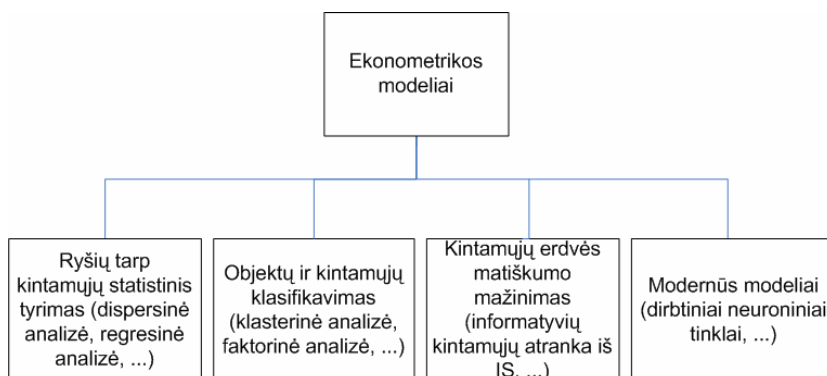 Ekonometrikos
modeliai
Ryšių tarp
kintamųjų statistinis
tyrimas (dispersinė
analizė, regresinė
analizė, ...)
Objektų ir kintamųjų
klasifikavimas
(klasterinė analizė,
faktorinė analizė, ...)
Kintamųjų erdvės
matiškumo
mažinimas
(informatyvių
kintamųjų atranka iš
IS, ...)
Modernūs modeliai
(dirbtiniai neuroniniai
tinklai, ...)